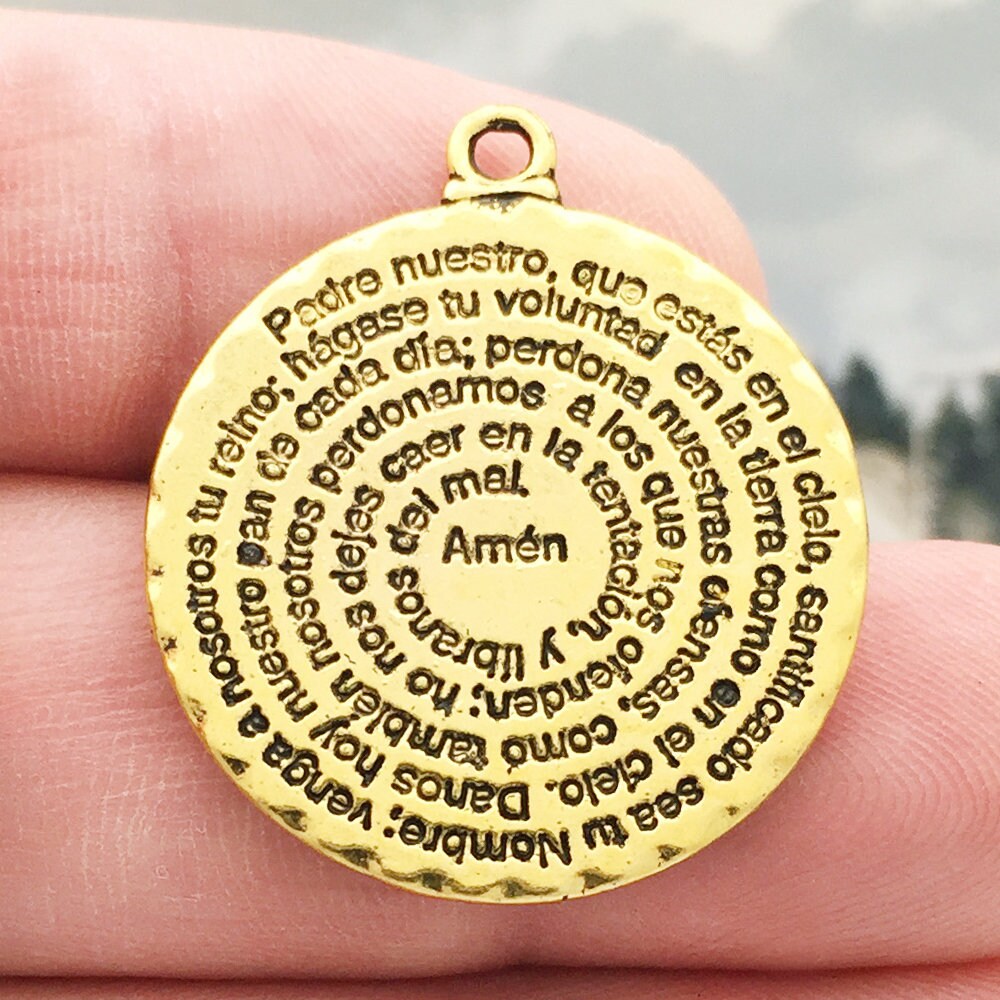 Padre nuestro, que estás en el cielo, santificado sea tu Nombre; venga a nosotros tu reino; hágase tu voluntad en la tierra como en el cielo. Danos hoy nuestro pan de cada día; perdona nuestras ofensas, como también nosotros perdonamos a los que nos ofenden; no nos dejes caer en la tentación, y líbranos del mal.
Amén